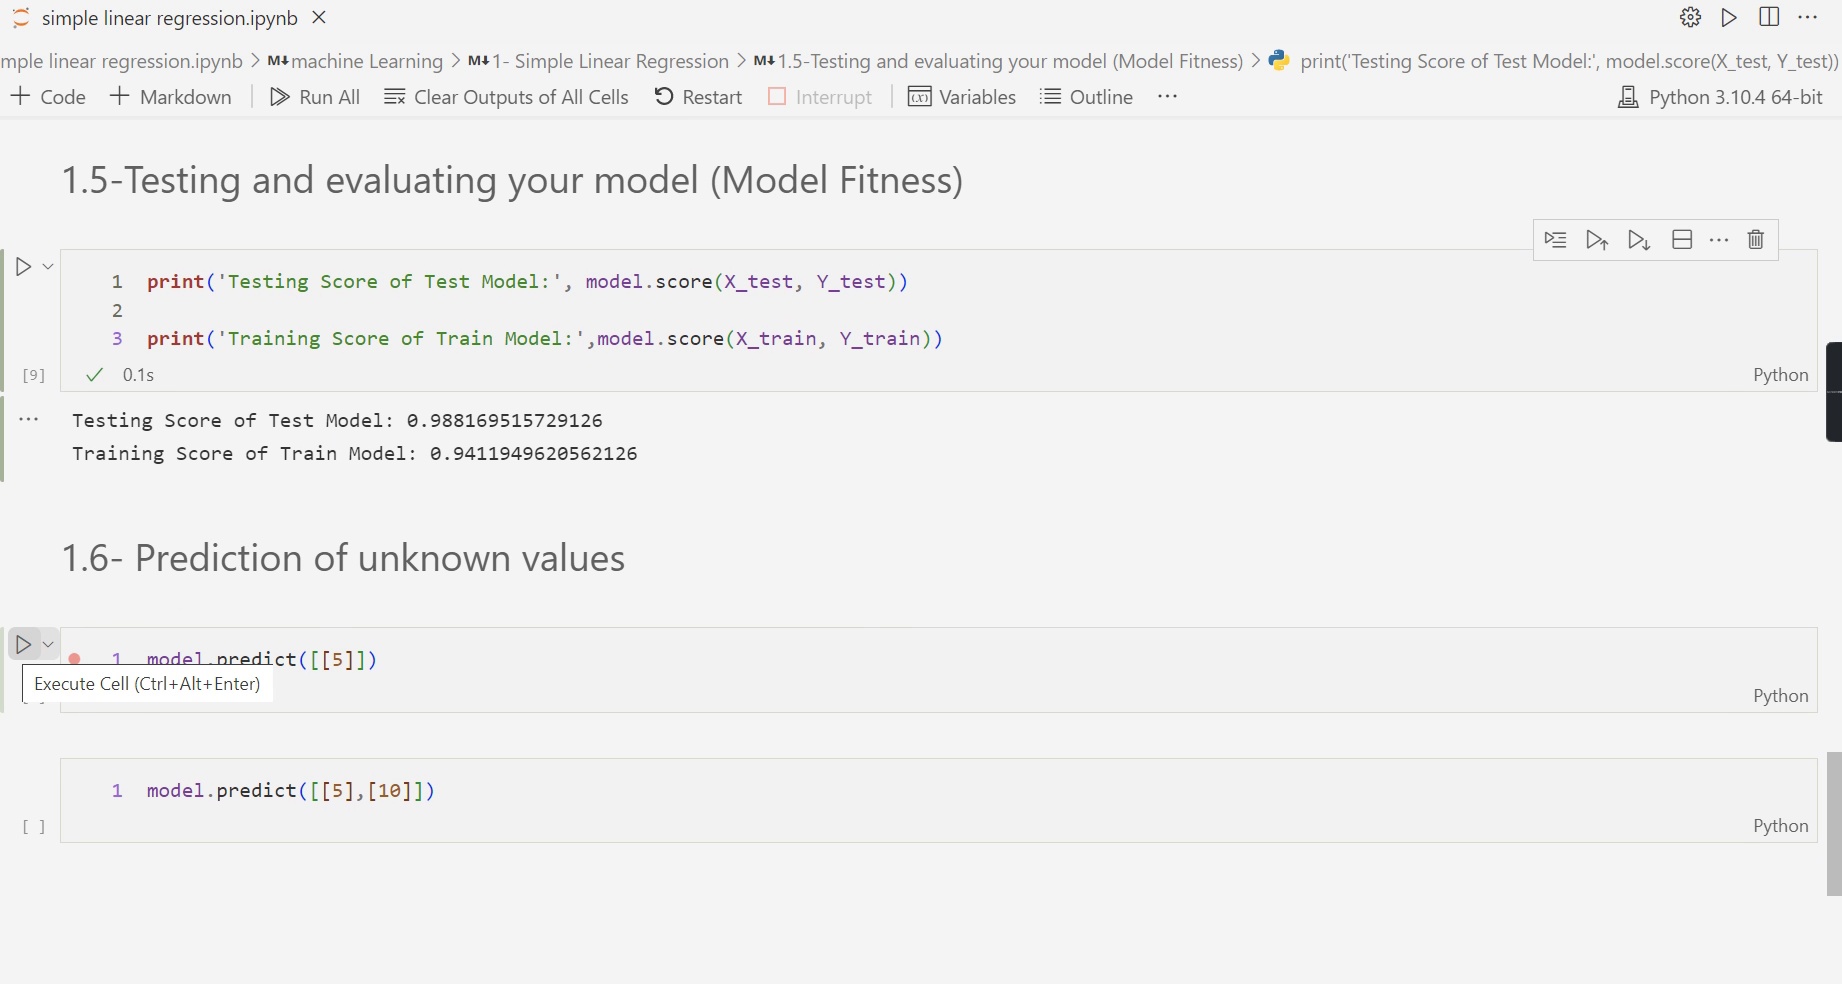 simple linear regression.ipynb
mple linear regression.ipynb > M↓machine Learning > M↓1- Simple Linear Regression > M↓1.5-Testing and evaluating your model (Model Fitness) > print('Testing Score of Test Model:', model.score(X_test, Y_test))
+ Code + Markdown Run All Clear Outputs of All Cells Restart Interrupt Variables Outline ··· Python 3.10.4 64-bit
1.5-Testing and evaluating your model (Model Fitness)
1 print('Testing Score of Test Model:', model.score(X_test, Y_test))
2
3 print('Training Score of Train Model:',model.score(X_train, Y_train))
[9] 0.1s Python
Testing Score of Test Model: 0.988169515729126
Training Score of Train Model: 0.9411949620562126
1.6- Prediction of unknown values
1 model.predict([[5]])
Execute Cell (Ctrl+Alt+Enter)
Python
1 model.predict([[5],[10]])
[ ] Python